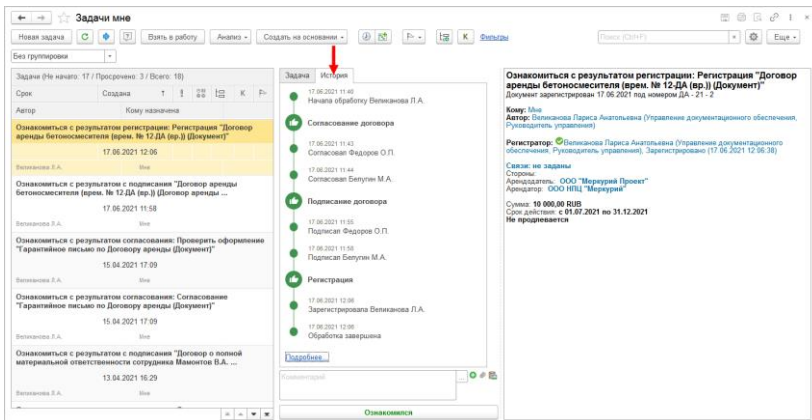 Задачи мне
Новая задача
Взять в работу
Анализ
Создать на основании
К
Фильтры
Поиск (Ctrl+F)
Еще
Без группировки
Задачи (Не начато: 17 / Просрочено: 3 / Всего: 18)
Срок Создана К
Автор Кому назначена
Ознакомиться с результатом регистрации: Регистрация "Договор
аренды бетоносмесителя (врем. № 12-ДА (вр.)) (Документ)"
17.06.2021 12:06
Великанова Л.А. Мне
Ознакомиться с результатом с подписания "Договор аренды
бетоносмесителя (врем. № 12-ДА (вр.)) (Договор аренды ...
17.06.2021 11:58
Великанова Л.А. Мне
Ознакомиться с результатом согласования: Проверить оформление
"Гарантийное письмо по Договору аренды (Документ)"
15.04.2021 17:09
Великанова Л.А. Мне
Ознакомиться с результатом согласования: Согласование
"Гарантийное письмо по Договору аренды (Документ)"
15.04.2021 17:09
Великанова Л.А. Мне
Ознакомиться с результатом с подписания "Договор о полной
материальной ответственности сотрудника Мамонтов В.А. ...
13.04.2021 16:29
Великанова Л.А. Мне
Задача История
17.06.2021 11:40
Начала обработку Великанова Л.А.
Согласование договора
17.06.2021 11:43
Согласовал Федоров О.П.
17.06.2021 11:44
Согласовал Белугин М.А.
Подписание договора
17.06.2021 11:55
Подписал Федоров О.П.
17.06.2021 11:58
Подписал Белугин М.А.
Регистрация
17.06.2021 12:06
Зарегистрировала Великанова Л.А.
17.06.2021 12:06
Обработка завершена
Подробнее...
Комментарий
...
Ознакомился
Ознакомиться с результатом регистрации: Регистрация "Договор
аренды бетоносмесителя (врем. № 12-ДА (вр.)) (Документ)"
Документ зарегистрирован 17.06.2021 под номером ДА - 21 - 2
Кому: Мне
Автор: Великанова Лариса Анатольевна (Управление документационного обеспечения,
Руководитель управления)
Регистратор: Великанова Лариса Анатольевна (Управление документационного
обеспечения, Руководитель управления), Зарегистрировано (17.06.2021 12:06:38)
Связи: не заданы
Стороны:
Арендодатель: ООО "Меркурий Проект"
Арендатор: ООО НПЦ "Меркурий"
Сумма: 10 000,00 RUB
Срок действия: с 01.07.2021 по 31.12.2021
Не продлевается